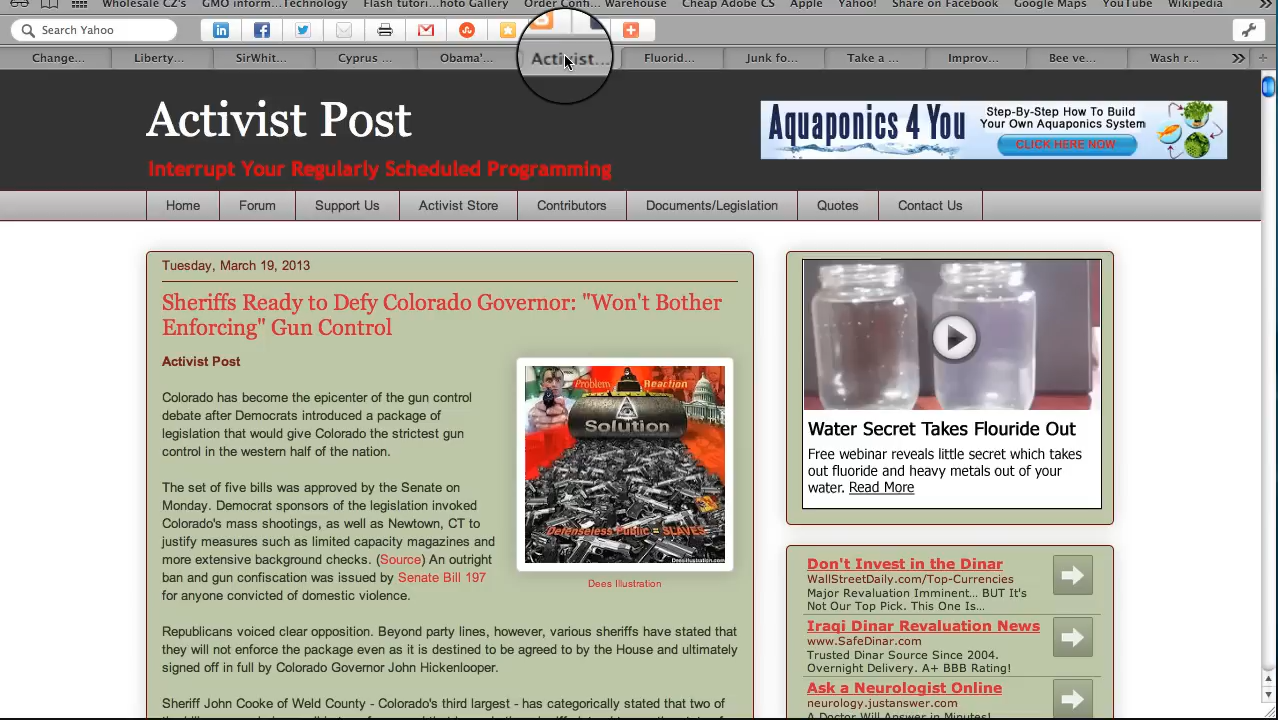 Wholesale CZ's GMO inform...Technology Flash tutori...hoto Gallery Order Confi... Warehouse Cheap Adobe CS Apple Yahoo! Share on Facebook Google Maps YouTube Wikipedia
Search Yahoo
Change... Liberty... SirWhit... Cyprus ... Obama'... Activist... Fluorid... Junk fo... Take a ... Improv... Bee ve... Wash r...
Activist Post
Interrupt Your Regularly Scheduled Programming
Aquaponics 4 You
Step-By-Step How To Build
Your Own Aquaponics System
CLICK HERE NOW
Home Forum Support Us Activist Store Contributors Documents/Legislation Quotes Contact Us
Tuesday, March 19, 2013
Sheriffs Ready to Defy Colorado Governor: "Won't Bother
Enforcing" Gun Control
Activist Post
Colorado has become the epicenter of the gun control
debate after Democrats introduced a package of
legislation that would give Colorado the strictest gun
control in the western half of the nation.
The set of five bills was approved by the Senate on
Monday. Democrat sponsors of the legislation invoked
Colorado's mass shootings, as well as Newtown, CT to
justify measures such as limited capacity magazines and
more extensive background checks. (Source) An outright
ban and gun confiscation was issued by Senate Bill 197
for anyone convicted of domestic violence.
Problem Reaction
Solution
Defenseless Public = SLAVES
Deesillustration.com
Dees Illustration
Republicans voiced clear opposition. Beyond party lines, however, various sheriffs have stated that
they will not enforce the package even as it is destined to be agreed to by the House and ultimately
signed off in full by Colorado Governor John Hickenlooper.
Sheriff John Cooke of Weld County - Colorado's third largest - has categorically stated that two of
Water Secret Takes Flouride Out
Free webinar reveals little secret which takes
out fluoride and heavy metals out of your
water. Read More
Don't Invest in the Dinar
WallStreetDaily.com/Top-Currencies
Major Revaluation Imminent... BUT It's
Not Our Top Pick. This One Is...
Iraqi Dinar Revaluation News
www.SafeDinar.com
Trusted Dinar Source Since 2004.
Overnight Delivery. A+ BBB Rating!
Ask a Neurologist Online
neurology.justanswer.com
A Doctor Will Answer in Minutes!